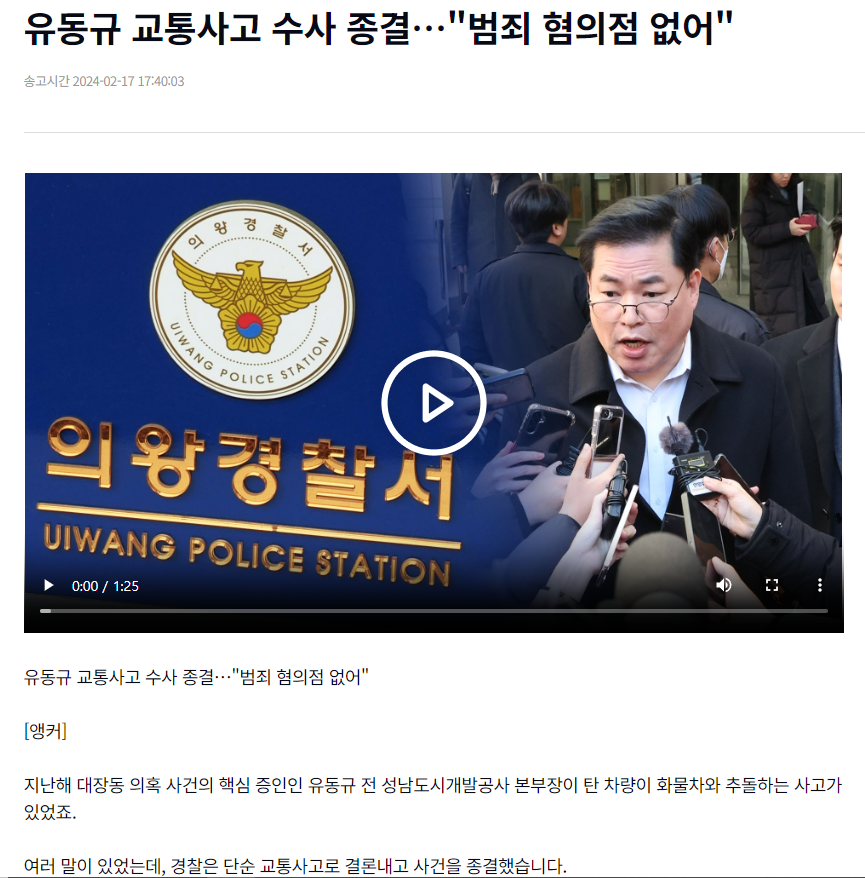 유동규 교통사고 수사 종결…"범죄 혐의점 없어"
송고시간 2024-02-17 17:40:03
의왕경찰서
UIWANG POLICE STATION
의왕경찰서
UIWANG POLICE STATION
0:00 / 1:25
유동규 교통사고 수사 종결…"범죄 혐의점 없어"
[앵커]
지난해 대장동 의혹 사건의 핵심 증인인 유동규 전 성남도시개발공사 본부장이 탄 차량이 화물차와 추돌하는 사고가
있었죠.
여러 말이 있었는데, 경찰은 단순 교통사고로 결론내고 사건을 종결했습니다.